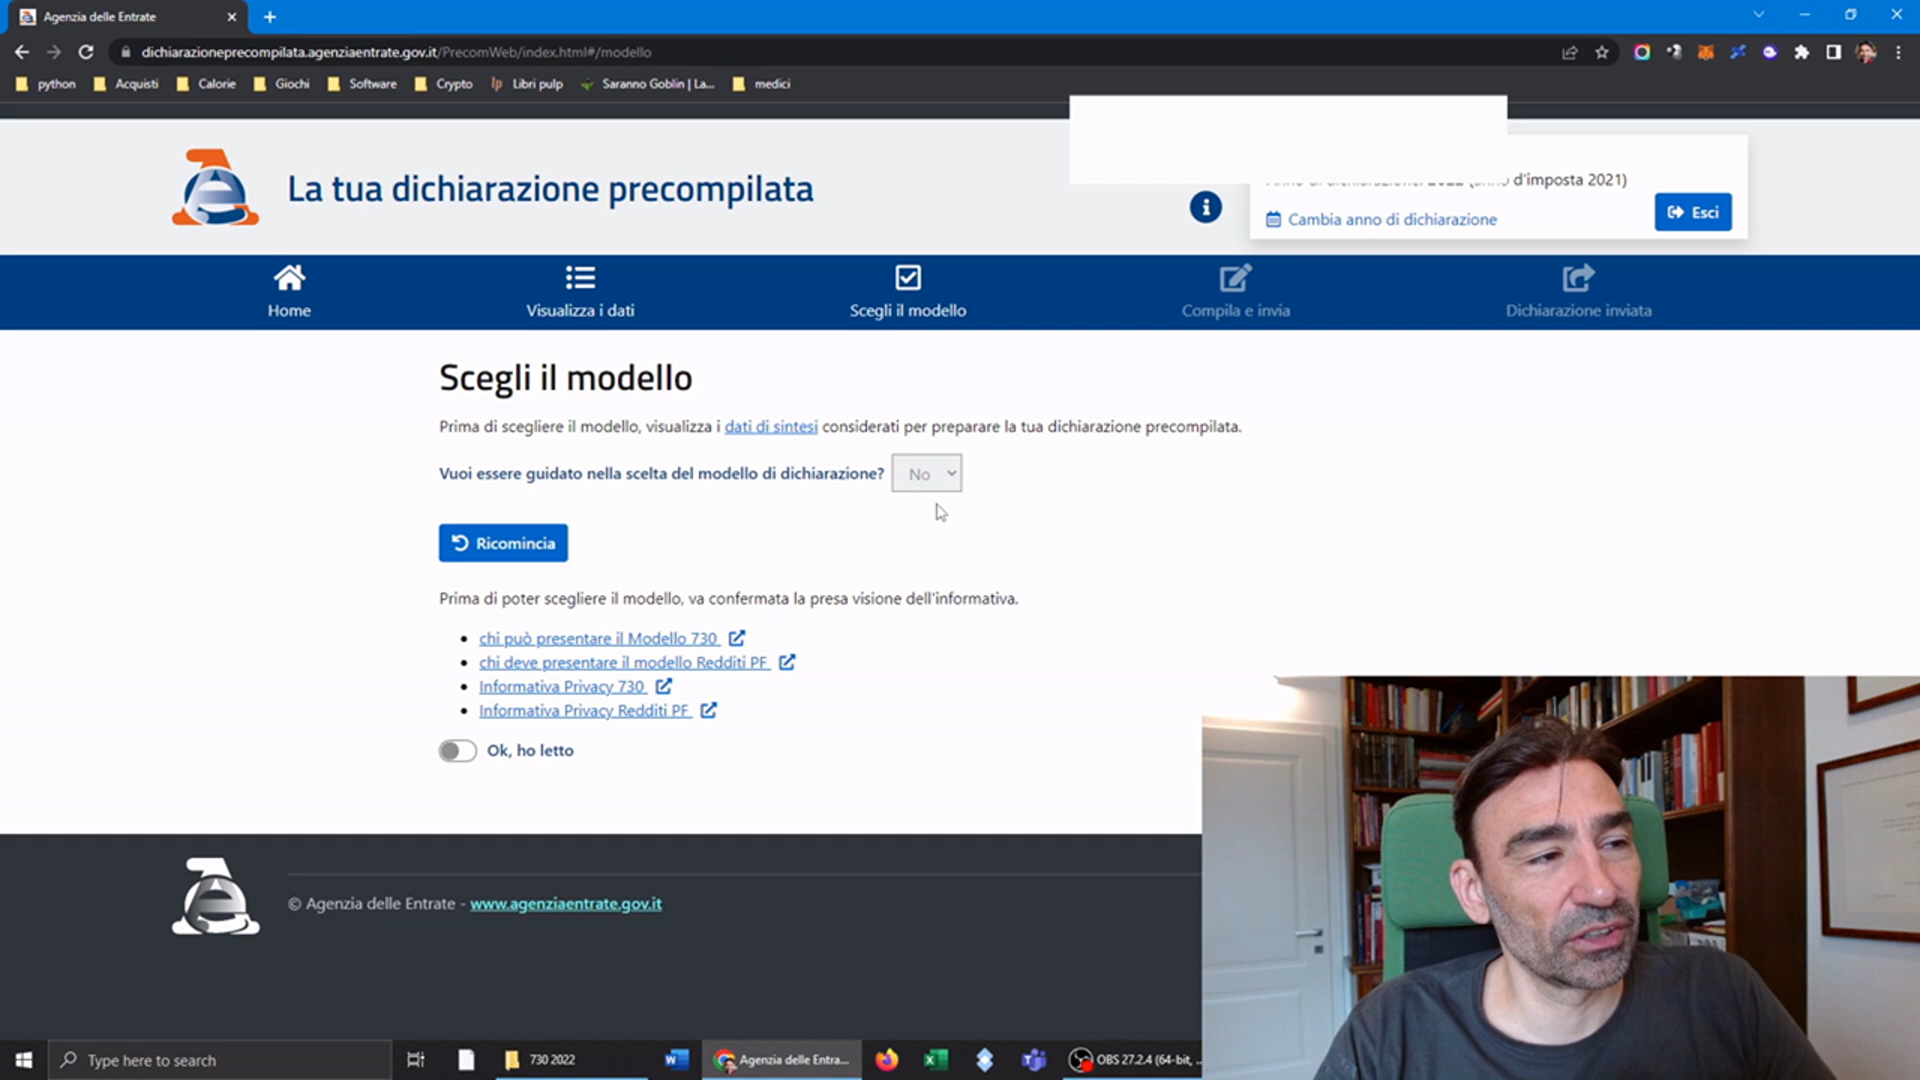 Agenzia delle Entrate
dichiarazioneprecompilata.agenziaentrate.gov.it/PrecomWeb/index.html#/modello
python Acquisti Calorie Giochi Software Crypto lp Libri pulp Saranno Goblin | La... medici
La tua dichiarazione precompilata
d'imposta 2021)
Cambia anno di dichiarazione
Esci
Home Visualizza i dati Scegli il modello Compila e invia Dichiarazione inviata
Scegli il modello
Prima di scegliere il modello, visualizza i dati di sintesi considerati per preparare la tua dichiarazione precompilata.
Vuoi essere guidato nella scelta del modello di dichiarazione? No
Ricomincia
Prima di poter scegliere il modello, va confermata la presa visione dell'informativa.
chi può presentare il Modello 730
chi deve presentare il modello Redditi PF
Informativa Privacy 730
Informativa Privacy Redditi PF
Ok, ho letto
© Agenzia delle Entrate - www.agenziaentrate.gov.it
Type here to search 730 2022 Agenzia delle Entra... OBS 27.2.4 (64-bit, ...